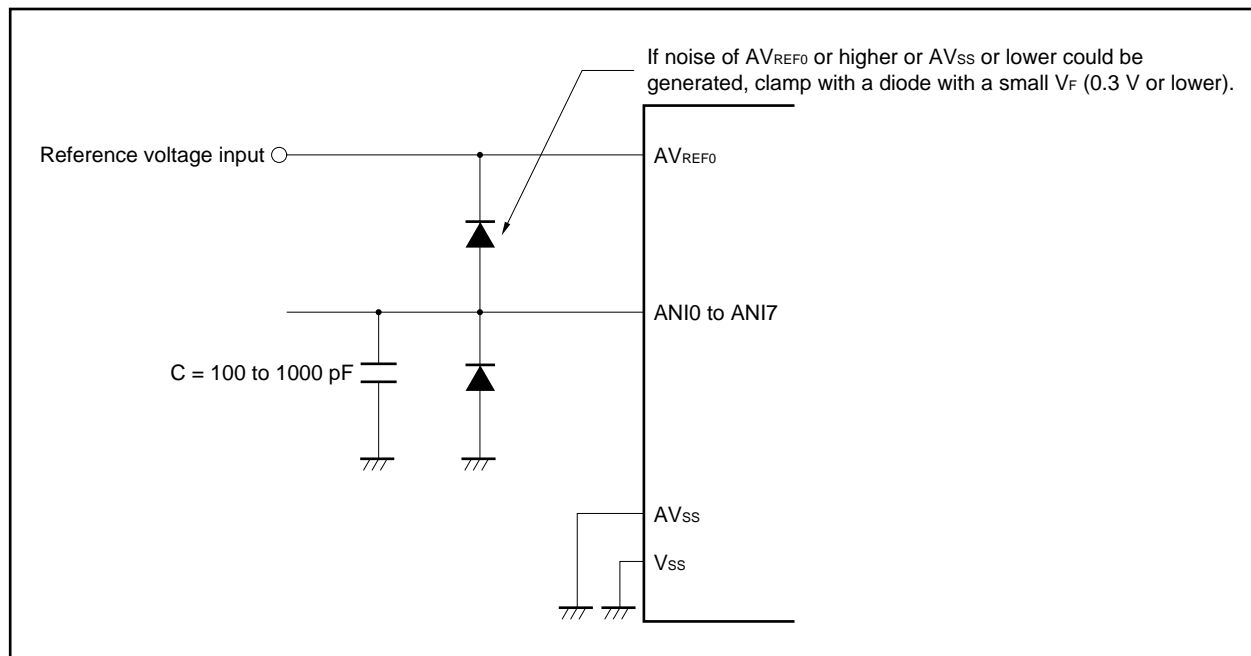 If noise of AVREF0 or higher or AVSS or lower could be
generated, clamp with a diode with a small VF (0.3 V or lower).
Reference voltage input
AVREF0
ANI0 to ANI7
C = 100 to 1000 pF
AVSS
VSS